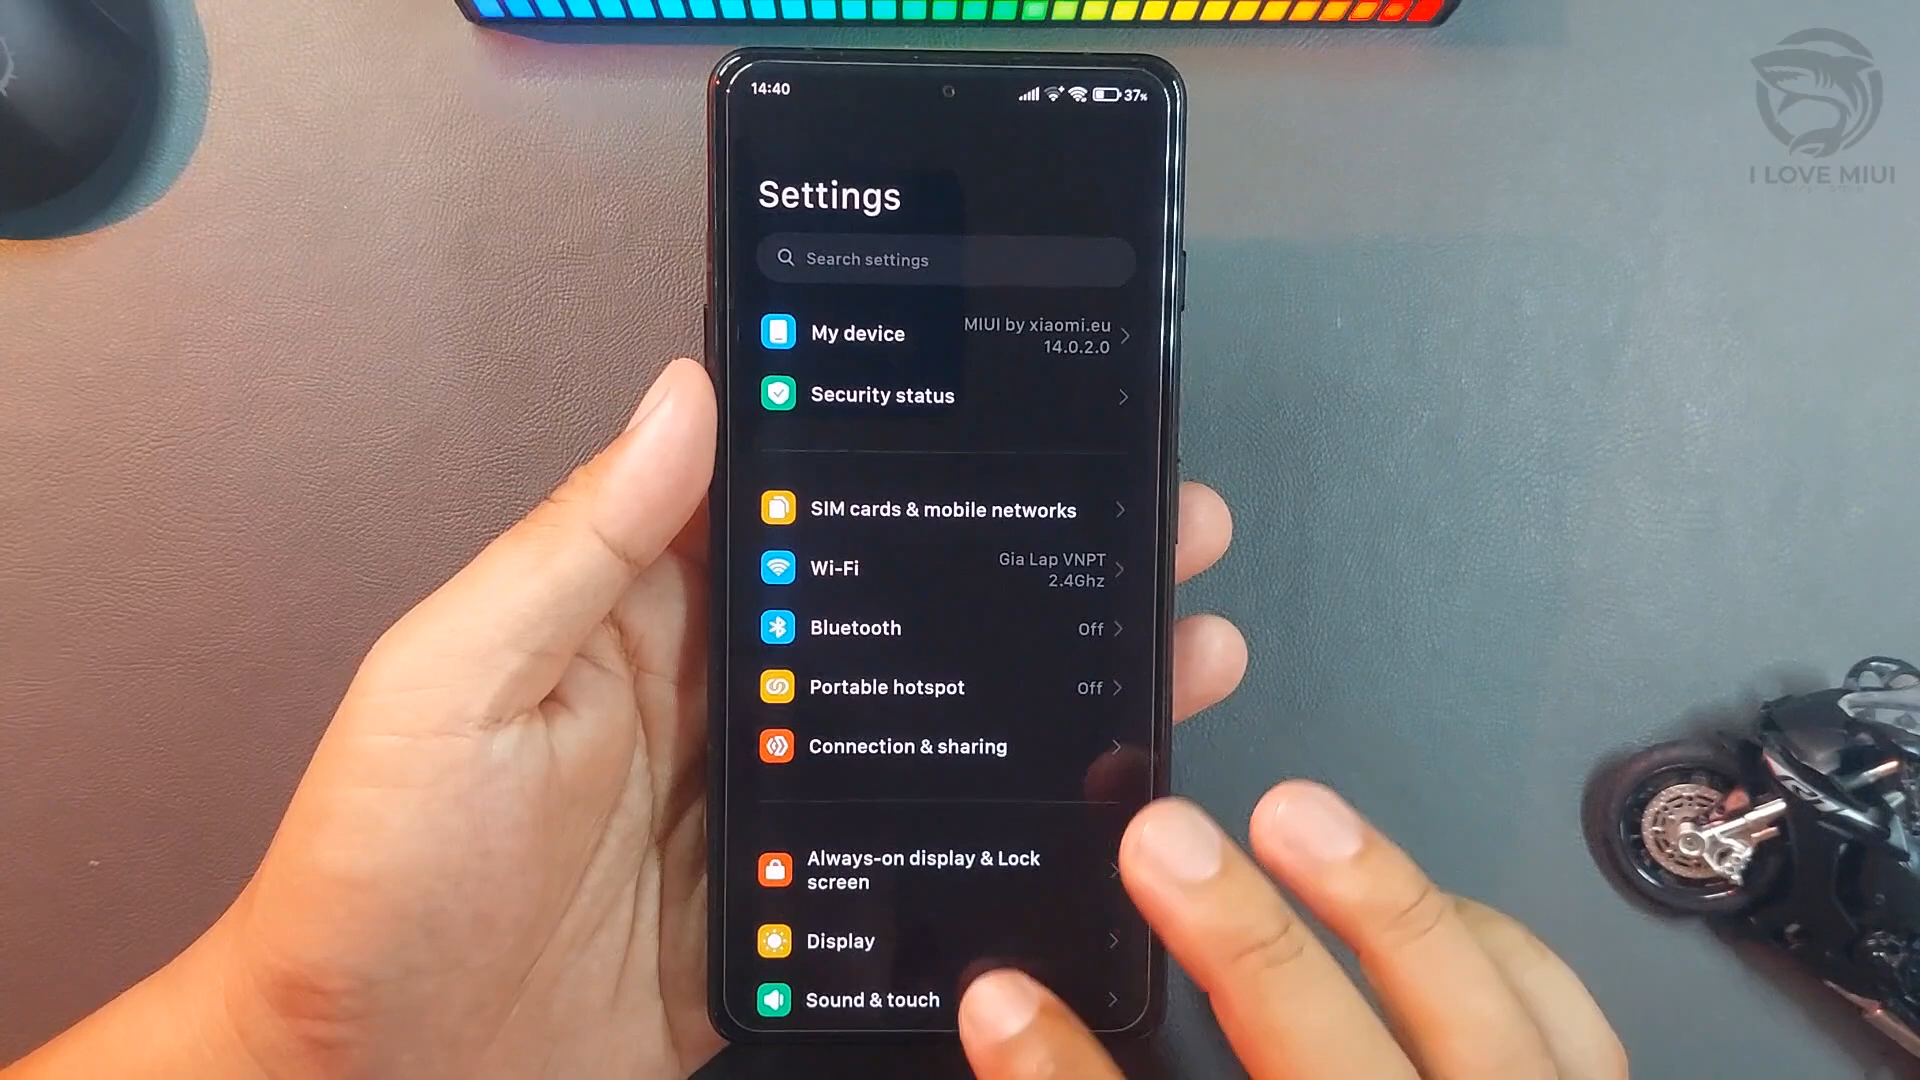 14:40
37%
I LOVE MIUI
Settings
Search settings
My device
MIUI by xiaomi.eu
14.0.2.0
Security status
SIM cards & mobile networks
Wi-Fi
Gia Lap VNPT
2.4Ghz
Bluetooth
Off
Portable hotspot
Off
Connection & sharing
Always-on display & Lock
screen
Display
Sound & touch